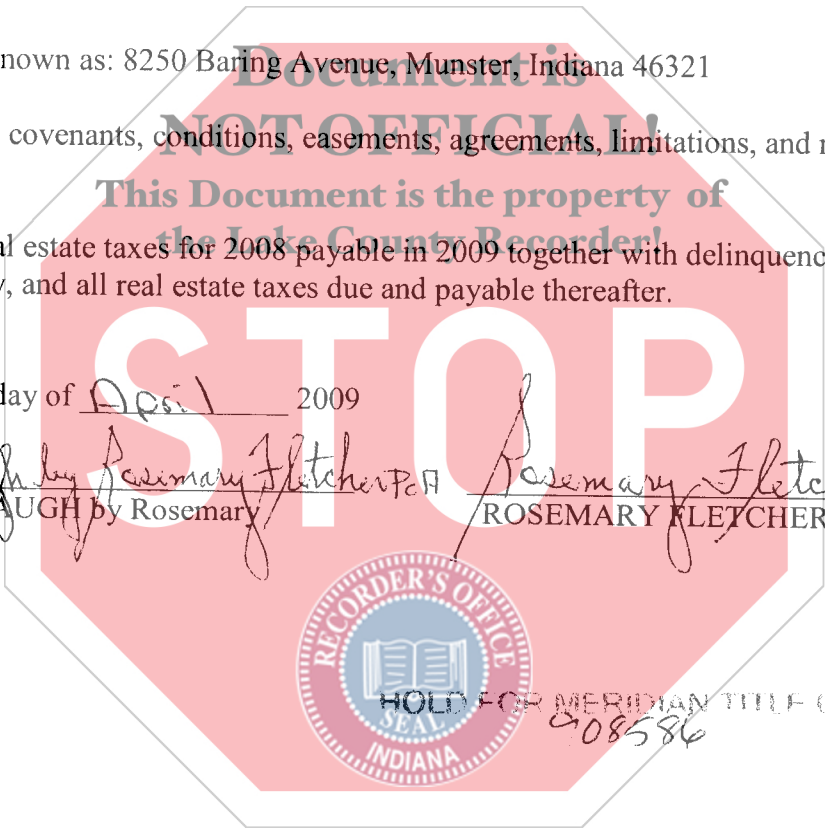 nown as: 8250 Baring Avenue, Munster, Indiana 46321
Document is
covenants, conditions, easements, agreements, limitations, and r
NOT OFFICIAL!
This Document is the property of
al estate taxes for 2008 payable in 2009 together with delinquenc
the Lake County Recorder!
y, and all real estate taxes due and payable thereafter.
STOP
day of April 2009
h by Rosemary Fletcher PoA
Rosemary Fletc
AUGH by Rosemary
ROSEMARY FLETCHER
RECORDER'S OFFICE
SEAL
INDIANA
HOLD FOR MERIDIAN TITLE C
908586